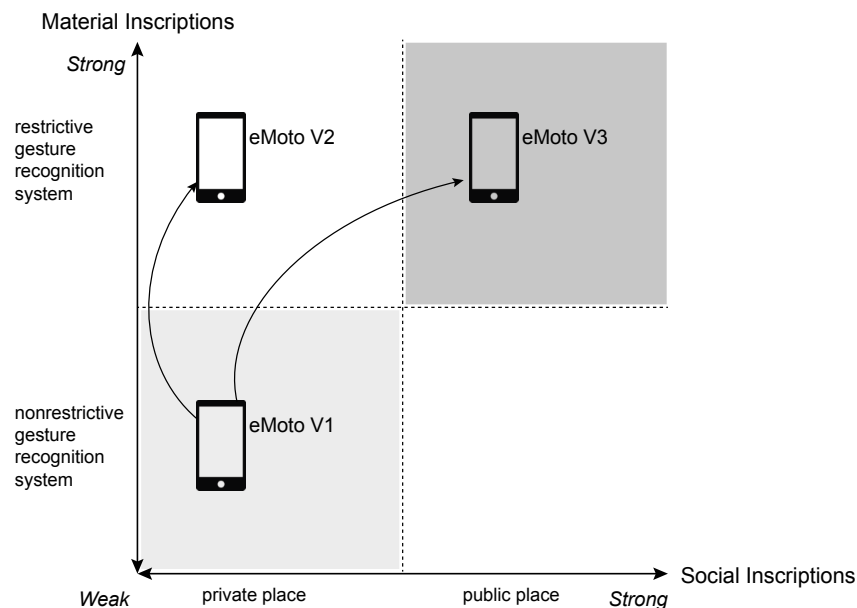 Material Inscriptions
Strong
restrictive
gesture
recognition
system
eMoto V2
eMoto V3
nonrestrictive
gesture
recognition
system
eMoto V1
Weak
private place
public place
Strong
Social Inscriptions